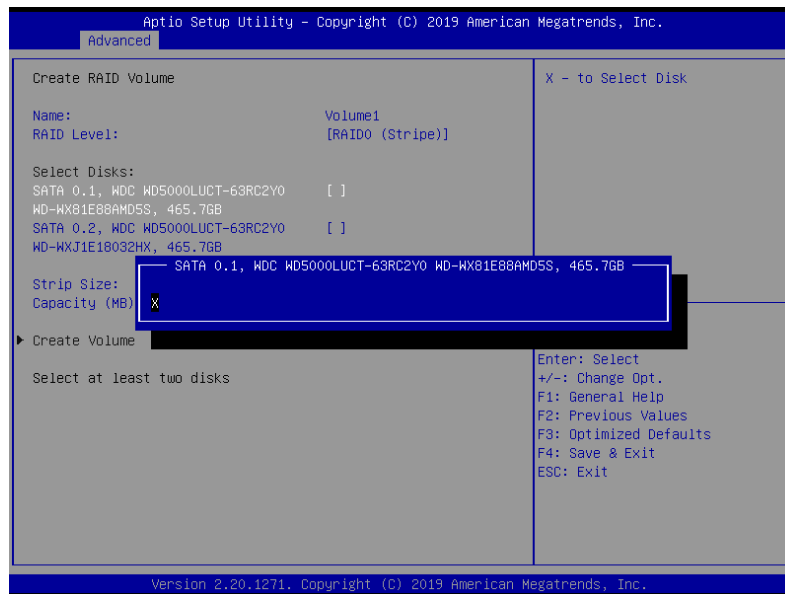 Aptio Setup Utility – Copyright (C) 2019 American Megatrends, Inc.
Advanced
Create RAID Volume
X – to Select Disk
Name: Volume1
RAID Level: [RAID0 (Stripe)]
Select Disks:
SATA 0.1, WDC WD5000LUCT-63RC2Y0 [ ]
WD-WX81E88AMD5S, 465.7GB
SATA 0.2, WDC WD5000LUCT-63RC2Y0 [ ]
WD-WXJ1E18032HX, 465.7GB
SATA 0.1, WDC WD5000LUCT-63RC2Y0 WD-WX81E88AMD5S, 465.7GB
Strip Size:
Capacity (MB)
X
Create Volume
Select at least two disks
Enter: Select
+/-: Change Opt.
F1: General Help
F2: Previous Values
F3: Optimized Defaults
F4: Save & Exit
ESC: Exit
Version 2.20.1271. Copyright (C) 2019 American Megatrends, Inc.